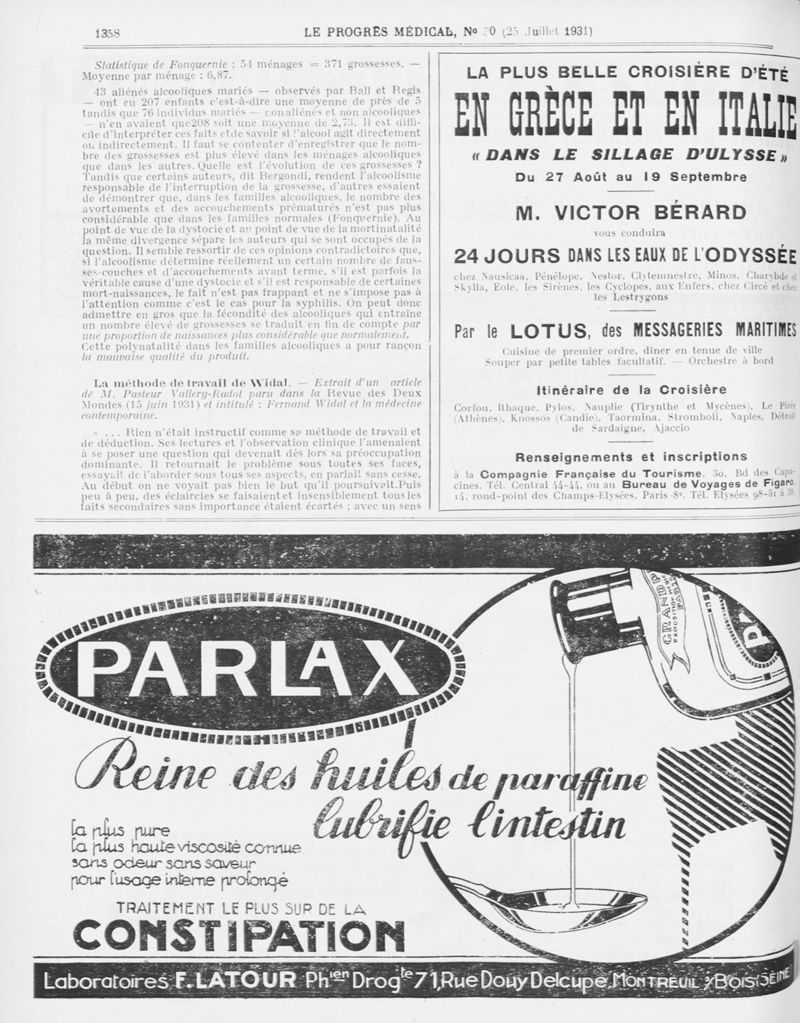 1358
LE PROGRÈS MÉDICAL, No 30 (25 Juillet 1931)
Statistique de Fonquernie : 54 ménages = 371 grossesses. —
Moyenne par ménage : 6,87.
43 aliénés alcooliques mariés — observés par Ball et Regis
— ont eu 207 enfants c'est-à-dire une moyenne de près de 5
tandis que 76 individus mariés — non aliénés et non alcooliques
— n'en avaient que 208 soit une moyenne de 2,73. Il est diffi-
cile d'interpréter ces faits et de savoir si l'alcool agit directement
ou indirectement. Il faut se contenter d'enregistrer que le nom-
bre des grossesses est plus élevé dans les ménages alcooliques
que dans les autres. Quelle est l'évolution de ces grossesses ?
Tandis que certains auteurs, dit Bergondi, rendent l'alcoolisme
responsable de l'interruption de la grossesse, d'autres essaient
de démontrer que, dans les familles alcooliques, le nombre des
avortements et des accouchements prématurés n'est pas plus
considérable que dans les familles normales (Fonquernie). Au
point de vue de la dystocie et au point de vue de la mortinatalité
la même divergence sépare les auteurs qui se sont occupés de la
question. Il semble ressortir de ces opinions contradictoires que,
si l'alcoolisme détermine réellement un certain nombre de faus-
ses-couches et d'accouchements avant terme, s'il est parfois la
véritable cause d'une dystocie et s'il est responsable de certaines
mort-naissances, le fait n'est pas frappant et ne s'impose pas à
l'attention comme c'est le cas pour la syphilis. On peut donc
admettre en gros que la fécondité des alcooliques qui entraîne
un nombre élevé de grossesses se traduit en fin de compte par
une proportion de naissances plus considérable que normalement.
Cette polynatalité dans les familles alcooliques a pour rançon
la mauvaise qualité du produit.
La méthode de travail de Widal. — Extrait d'un article
de M. Pasteur Vallery-Radot paru dans la Revue des Deux
Mondes (15 juin 1931) et intitulé : Fernand Widal et la médecine
contemporaine.
« ... Rien n'était instructif comme sa méthode de travail et
de déduction. Ses lectures et l'observation clinique l'amenaient
à se poser une question qui devenait dès lors sa préoccupation
dominante. Il retournait le problème sous toutes ses faces,
essayait de l'aborder sous tous ses aspects, en parlait sans cesse.
Au début on ne voyait pas bien le but qu'il poursuivait. Puis
peu à peu, des éclaircies se faisaient et insensiblement tous les
faits secondaires sans importance étaient écartés ; avec un sens
LA PLUS BELLE CROISIÈRE D'ÉTÉ
EN GRÈCE ET EN ITALIE
« DANS LE SILLAGE D'ULYSSE »
Du 27 Août au 19 Septembre
M. VICTOR BÉRARD
vous conduira
24 JOURS DANS LES EAUX DE L'ODYSSÉE
chez Nausicaa, Pénélope, Nestor, Clytemnestre, Minos, Charybde et
Skylla, Eole, les Sirènes, les Cyclopes, aux Enfers, chez Circé et chez
les Lestrygons
Par le LOTUS, des MESSAGERIES MARITIMES
Cuisine de premier ordre, dîner en tenue de ville
Souper par petite tables facultatif. — Orchestre à bord
Itinéraire de la Croisière
Corfou, Ithaque, Pylos, Nauplie (Tirynthe et Mycènes), Le Pirée
(Athènes), Knossos (Candie), Taormina, Stromboli, Naples, Détroit
de Sardaigne, Ajaccio
Renseignements et inscriptions
à la Compagnie Française du Tourisme, 30, Bd des Capu-
cines, Tél. Central 44-44, ou au Bureau de Voyages de Figaro,
14, rond-point des Champs-Elysées, Paris-8e. Tél. Elysées 98-31 à 38.
GRAND P
EXPOSITION
PARIS
PARLAX
Reine des huiles de paraffine
lubrifie l'intestin
la plus pure
la plus haute viscosité connue
sans odeur sans saveur
pour l'usage interne prolongé
TRAITEMENT LE PLUS SUR DE LA
CONSTIPATION
Laboratoires F. LATOUR Phien Drogte 71, Rue Douy Delcupe, MONTREUIL s/Bois (SEINE